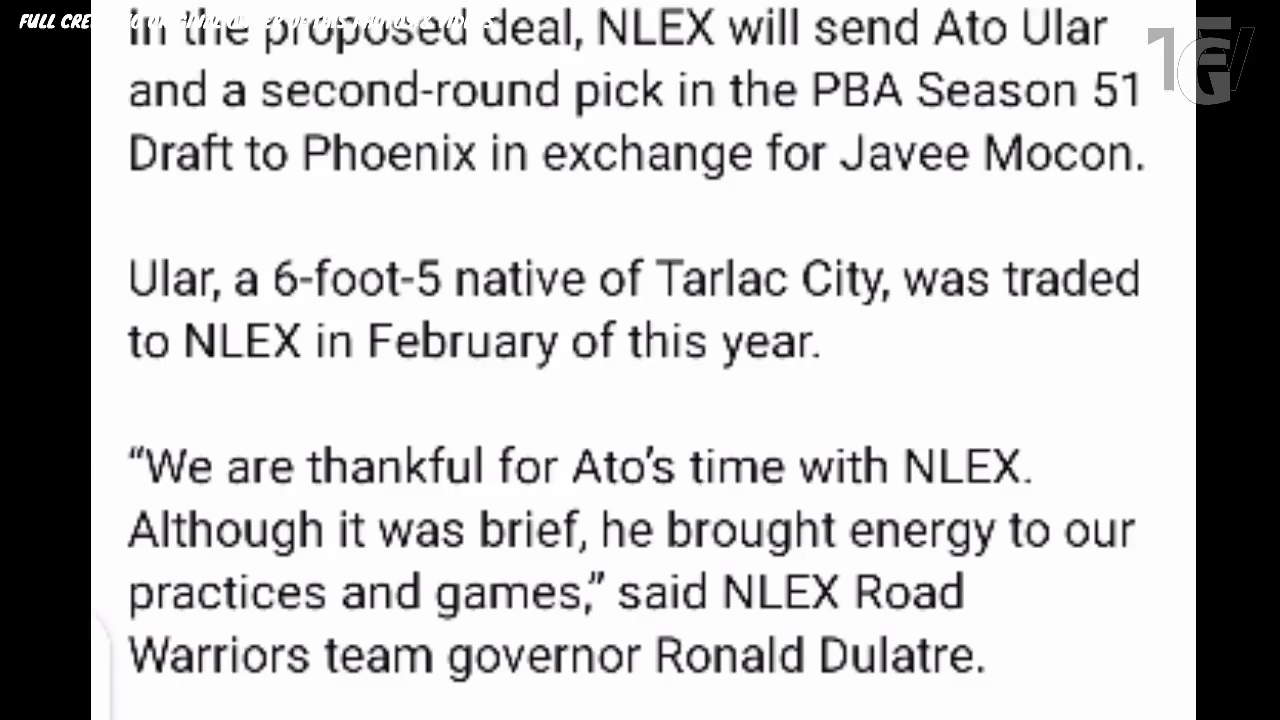 FULL CRE
in the proposed deal, NLEX will send Ato Ular
and a second-round pick in the PBA Season 51
Draft to Phoenix in exchange for Javee Mocon.
Ular, a 6-foot-5 native of Tarlac City, was traded
to NLEX in February of this year.
“We are thankful for Ato’s time with NLEX.
Although it was brief, he brought energy to our
practices and games,” said NLEX Road
Warriors team governor Ronald Dulatre.